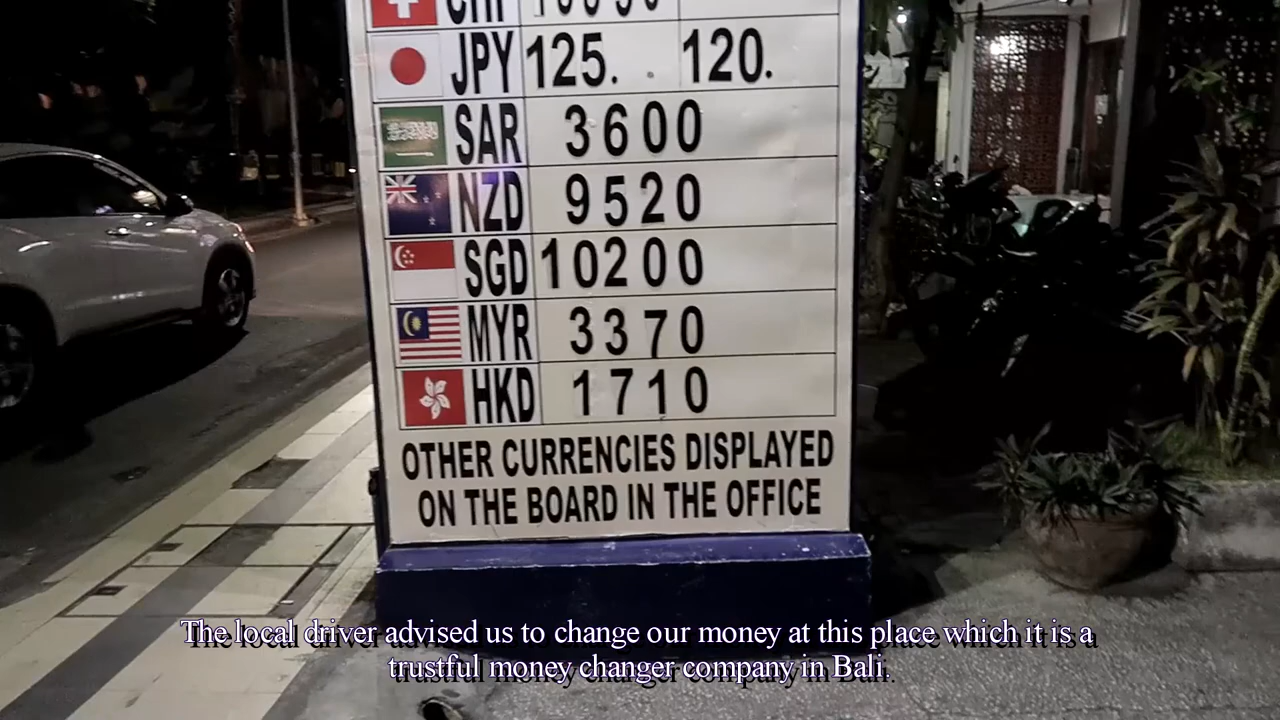 JPY 125. 120.
SAR 3600
NZD 9520
SGD 10200
MYR 3370
HKD 1710
OTHER CURRENCIES DISPLAYED
ON THE BOARD IN THE OFFICE
The local driver advised us to change our money at this place which it is a
trustful money changer company in Bali.